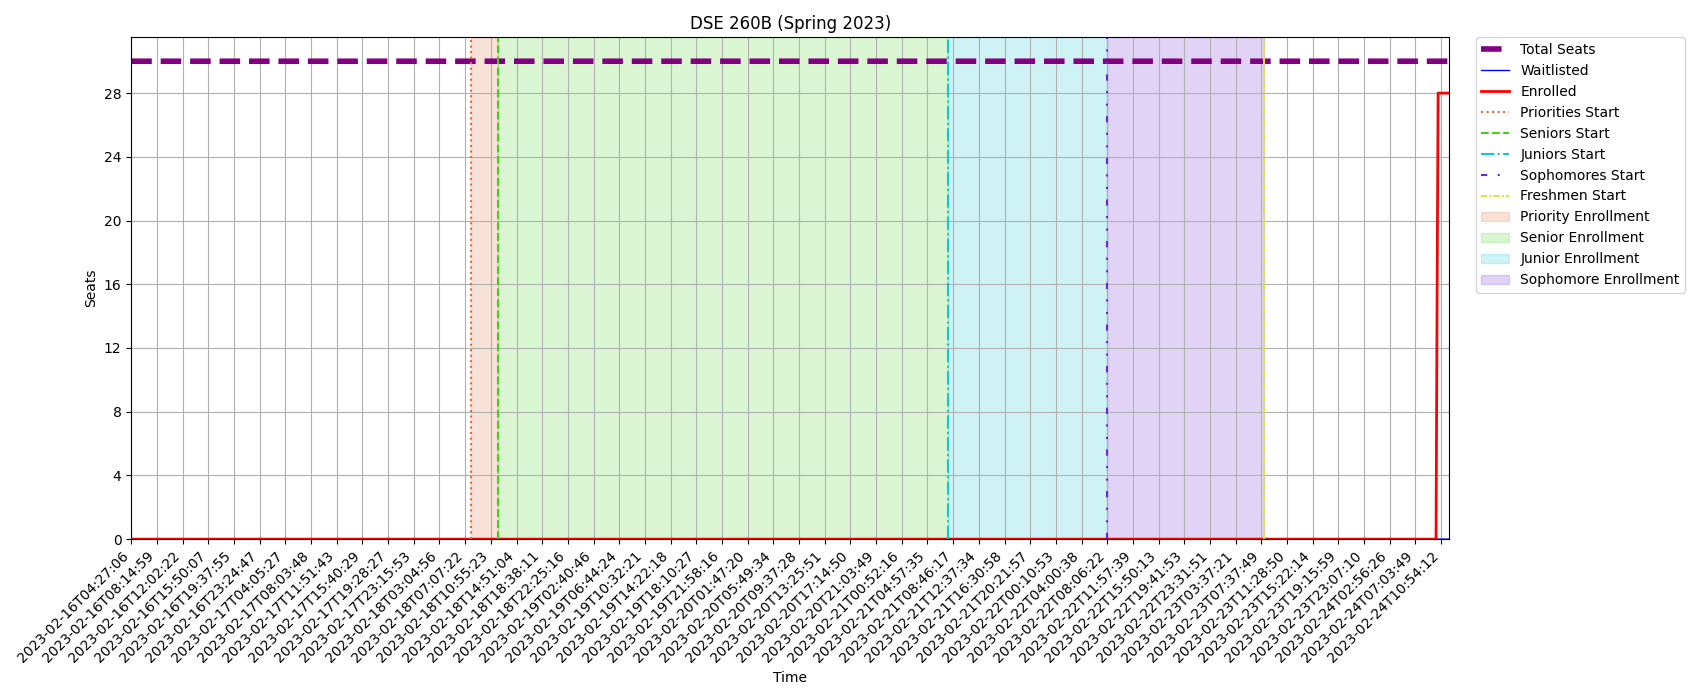 DSE 260B (Spring 2023)
Total Seats
Waitlisted
Enrolled
Priorities Start
Seniors Start
Juniors Start
Sophomores Start
Freshmen Start
Priority Enrollment
Senior Enrollment
Junior Enrollment
Sophomore Enrollment
Seats
28
24
20
16
12
8
4
0
2023-02-16T04:27:06
2023-02-16T08:14:59
2023-02-16T12:02:22
2023-02-16T15:50:07
2023-02-16T19:37:55
2023-02-16T23:24:47
2023-02-17T04:05:27
2023-02-17T08:03:48
2023-02-17T11:51:43
2023-02-17T15:40:29
2023-02-17T19:28:27
2023-02-17T23:15:53
2023-02-18T03:04:56
2023-02-18T07:07:22
2023-02-18T10:55:23
2023-02-18T14:51:04
2023-02-18T18:38:11
2023-02-18T22:25:16
2023-02-19T02:40:46
2023-02-19T06:44:24
2023-02-19T10:32:21
2023-02-19T14:22:18
2023-02-19T18:10:27
2023-02-19T21:58:16
2023-02-20T01:47:20
2023-02-20T05:49:34
2023-02-20T09:37:28
2023-02-20T13:25:51
2023-02-20T17:14:50
2023-02-20T21:03:49
2023-02-21T00:52:16
2023-02-21T04:57:35
2023-02-21T08:46:17
2023-02-21T12:37:34
2023-02-21T16:30:58
2023-02-21T20:21:57
2023-02-22T00:10:53
2023-02-22T04:00:38
2023-02-22T08:06:22
2023-02-22T11:57:39
2023-02-22T15:50:13
2023-02-22T19:41:53
2023-02-22T23:31:51
2023-02-23T03:37:21
2023-02-23T07:37:49
2023-02-23T11:28:50
2023-02-23T15:22:14
2023-02-23T19:15:59
2023-02-23T23:07:10
2023-02-24T02:56:26
2023-02-24T07:03:49
2023-02-24T10:54:12
Time